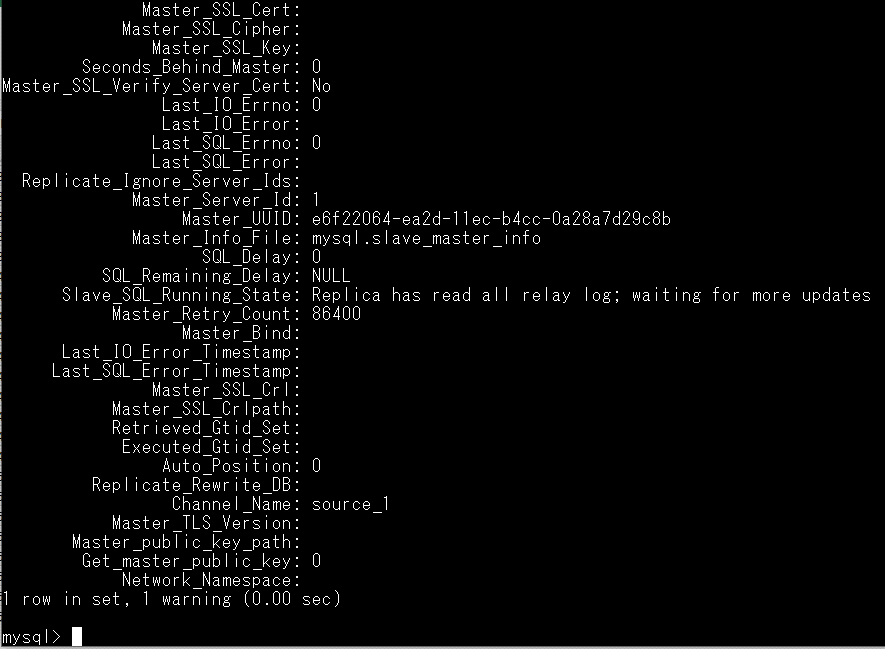 Master_SSL_Cert:
Master_SSL_Cipher:
Master_SSL_Key:
Seconds_Behind_Master: 0
Master_SSL_Verify_Server_Cert: No
Last_IO_Errno: 0
Last_IO_Error:
Last_SQL_Errno: 0
Last_SQL_Error:
Replicate_Ignore_Server_Ids:
Master_Server_Id: 1
Master_UUID: e6f22064-ea2d-11ec-b4cc-0a28a7d29c8b
Master_Info_File: mysql.slave_master_info
SQL_Delay: 0
SQL_Remaining_Delay: NULL
Slave_SQL_Running_State: Replica has read all relay log; waiting for more updates
Master_Retry_Count: 86400
Master_Bind:
Last_IO_Error_Timestamp:
Last_SQL_Error_Timestamp:
Master_SSL_Crl:
Master_SSL_Crlpath:
Retrieved_Gtid_Set:
Executed_Gtid_Set:
Auto_Position: 0
Replicate_Rewrite_DB:
Channel_Name: source_1
Master_TLS_Version:
Master_public_key_path:
Get_master_public_key: 0
Network_Namespace:
1 row in set, 1 warning (0.00 sec)
mysql>